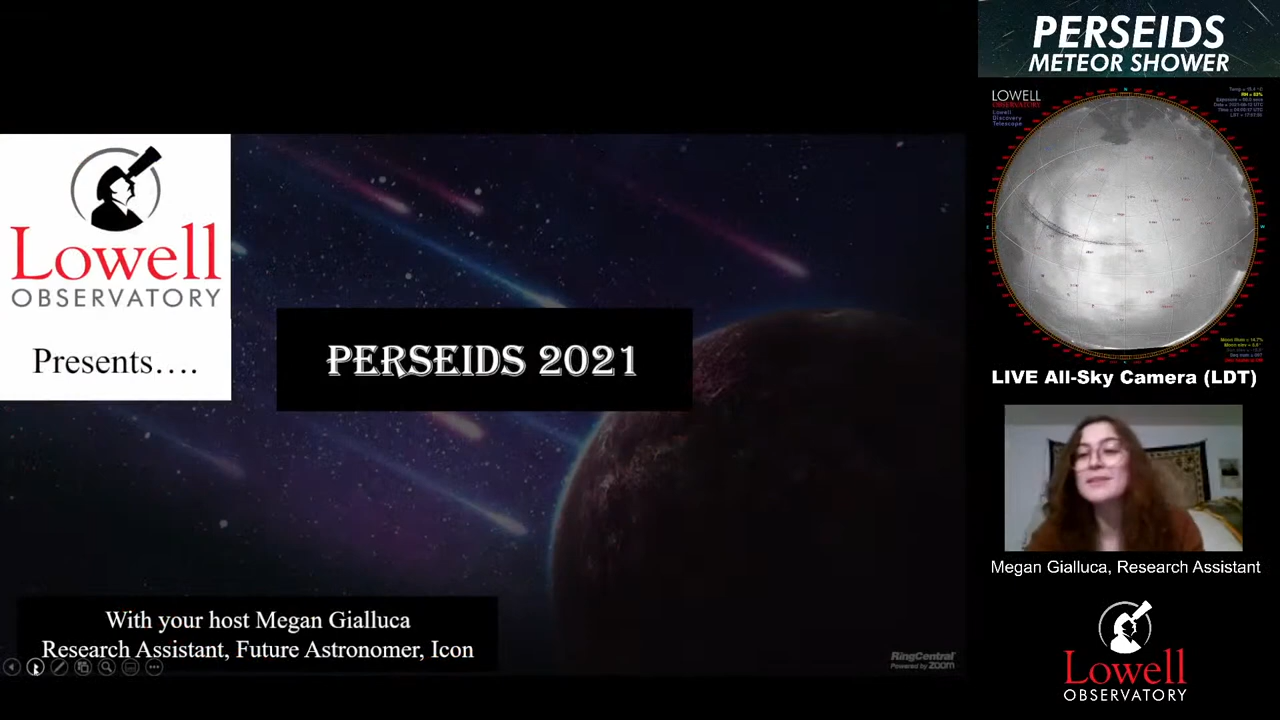 Lowell
OBSERVATORY
Presents….
PERSEIDS 2021
With your host Megan Gialluca
Research Assistant, Future Astronomer, Icon
RingCentral
Powered by zoom
PERSEIDS
METEOR SHOWER
LOWELL
OBSERVATORY
Lowell
Discovery
Telescope
LIVE All-Sky Camera (LDT)
Megan Gialluca, Research Assistant
Lowell
OBSERVATORY